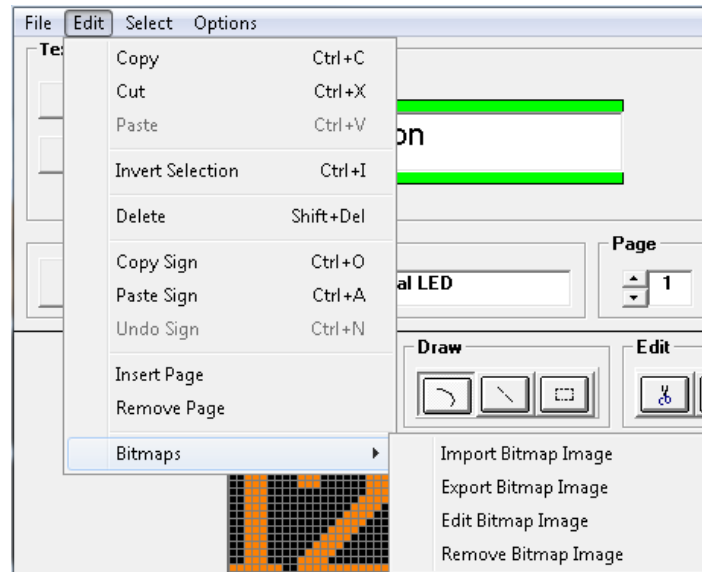 File Edit Select Options
Copy Ctrl+C
Cut Ctrl+X
Paste Ctrl+V
Invert Selection Ctrl+I
Delete Shift+Del
Copy Sign Ctrl+O
Paste Sign Ctrl+A
Undo Sign Ctrl+N
Insert Page
Remove Page
Bitmaps
Import Bitmap Image
Export Bitmap Image
Edit Bitmap Image
Remove Bitmap Image
LED
Page
1
Draw
Edit